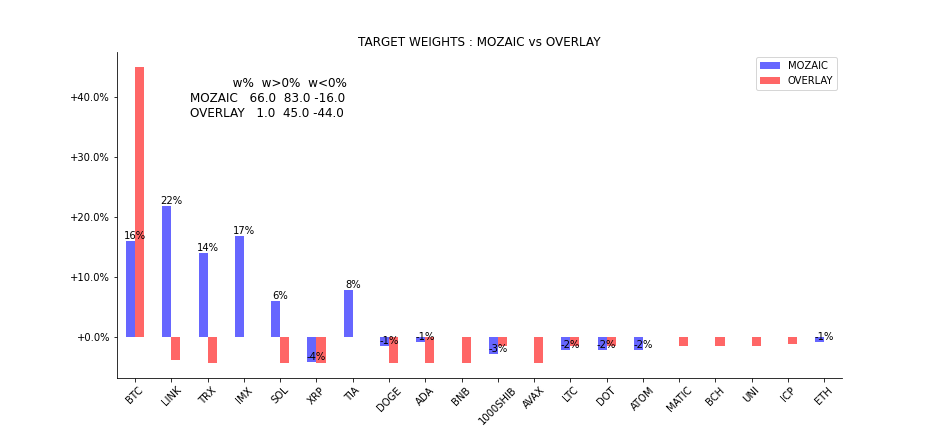 TARGET WEIGHTS : MOZAIC vs OVERLAY
MOZAIC
OVERLAY
w% w>0% w<0%
MOZAIC 66.0 83.0 -16.0
OVERLAY 1.0 45.0 -44.0
+40.0%
+30.0%
+20.0%
+10.0%
+0.0%
16%
22%
14%
17%
6%
-4%
8%
-1%
-1%
-3%
-2%
-2%
-2%
-1%
BTC
LINK
TRX
IMX
SOL
XRP
TIA
DOGE
ADA
BNB
1000SHIB
AVAX
LTC
DOT
ATOM
MATIC
BCH
UNI
ICP
ETH